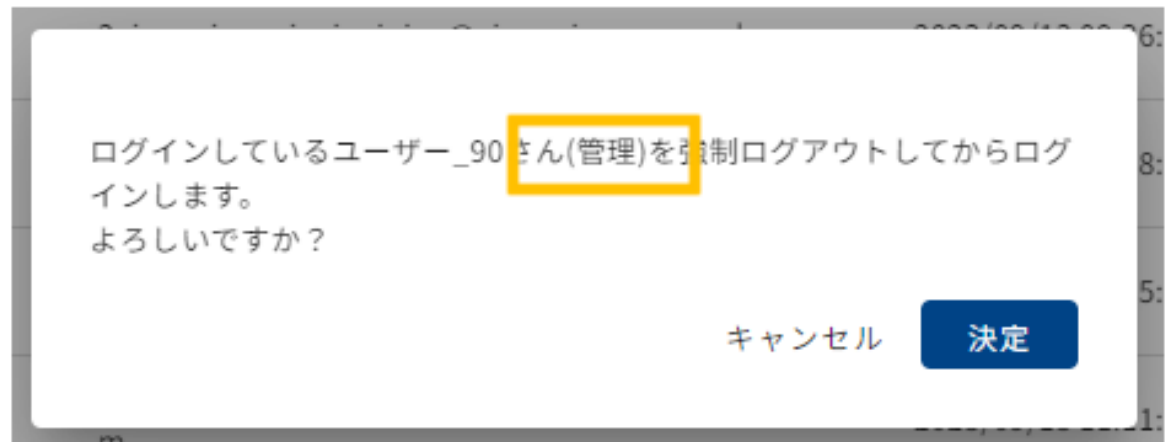 ログインしているユーザー_90さん(管理)を強制ログアウトしてからログ
インします。
よろしいですか？
キャンセル
決定